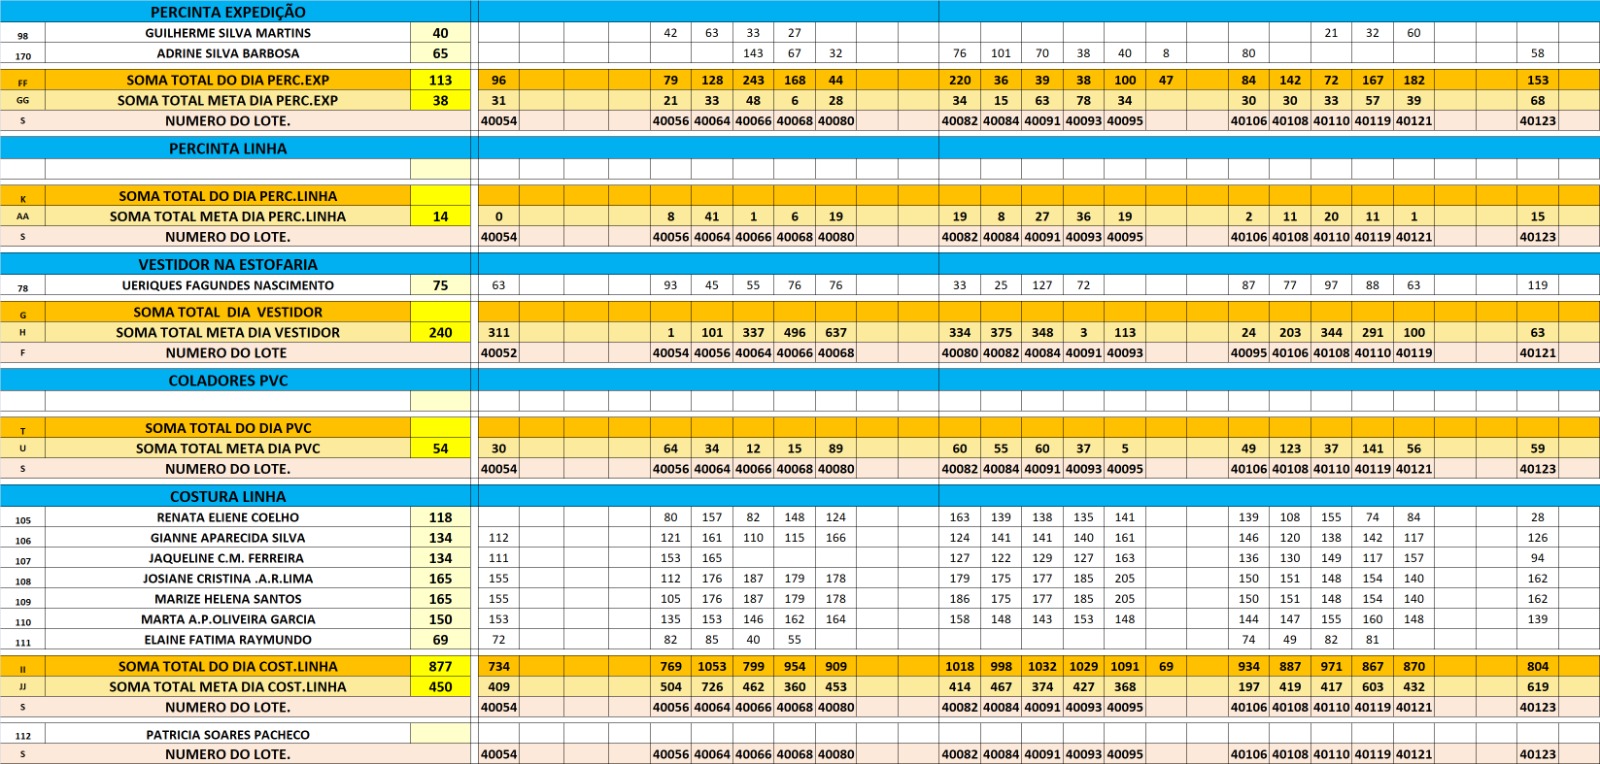 PERCINTA EXPEDIÇÃO
98 GUILHERME SILVA MARTINS 40 42 63 33 27 21 32 60
170 ADRINE SILVA BARBOSA 65 143 67 32 76 101 70 38 40 8 80 58
FF SOMA TOTAL DO DIA PERC.EXP 113 96 79 128 243 168 44 220 36 39 38 100 47 84 142 72 167 182 153
GG SOMA TOTAL META DIA PERC.EXP 38 31 21 33 48 6 28 34 15 63 78 34 30 30 33 57 39 68
S NUMERO DO LOTE. 40054 40056 40064 40066 40068 40080 40082 40084 40091 40093 40095 40106 40108 40110 40119 40121 40123
PERCINTA LINHA
K SOMA TOTAL DO DIA PERC.LINHA
AA SOMA TOTAL META DIA PERC.LINHA 14 0 8 41 1 6 19 19 8 27 36 19 2 11 20 11 1 15
S NUMERO DO LOTE. 40054 40056 40064 40066 40068 40080 40082 40084 40091 40093 40095 40106 40108 40110 40119 40121 40123
VESTIDOR NA ESTOFARIA
78 UERIQUES FAGUNDES NASCIMENTO 75 63 93 45 55 76 76 33 25 127 72 87 77 97 88 63 119
G SOMA TOTAL DIA VESTIDOR
H SOMA TOTAL META DIA VESTIDOR 240 311 1 101 337 496 637 334 375 348 3 113 24 203 344 291 100 63
F NUMERO DO LOTE 40052 40054 40056 40064 40066 40068 40080 40082 40084 40091 40093 40095 40106 40108 40110 40119 40121
COLADORES PVC
T SOMA TOTAL DO DIA PVC
U SOMA TOTAL META DIA PVC 54 30 64 34 12 15 89 60 55 60 37 5 49 123 37 141 56 59
S NUMERO DO LOTE. 40054 40056 40064 40066 40068 40080 40082 40084 40091 40093 40095 40106 40108 40110 40119 40121 40123
COSTURA LINHA
105 RENATA ELIENE COELHO 118 80 157 82 148 124 163 139 138 135 141 139 108 155 74 84 28
106 GIANNE APARECIDA SILVA 134 112 121 161 110 115 166 124 141 141 140 161 146 120 138 142 117 126
107 JAQUELINE C.M. FERREIRA 134 111 153 165 127 122 129 127 163 136 130 149 117 157 94
108 JOSIANE CRISTINA .A.R.LIMA 165 155 112 176 187 179 178 179 175 177 185 205 150 151 148 154 140 162
109 MARIZE HELENA SANTOS 165 155 105 176 187 179 178 186 175 177 185 205 150 151 148 154 140 162
110 MARTA A.P.OLIVEIRA GARCIA 150 153 135 153 146 162 164 158 148 143 153 148 144 147 155 160 148 139
111 ELAINE FATIMA RAYMUNDO 69 72 82 85 40 55 74 49 82 81
II SOMA TOTAL DO DIA COST.LINHA 877 734 769 1053 799 954 909 1018 998 1032 1029 1091 69 934 887 971 867 870 804
JJ SOMA TOTAL META DIA COST.LINHA 450 409 504 726 462 360 453 414 467 374 427 368 197 419 417 603 432 619
S NUMERO DO LOTE. 40054 40056 40064 40066 40068 40080 40082 40084 40091 40093 40095 40106 40108 40110 40119 40121 40123
112 PATRICIA SOARES PACHECO
S NUMERO DO LOTE. 40054 40056 40064 40066 40068 40080 40082 40084 40091 40093 40095 40106 40108 40110 40119 40121 40123